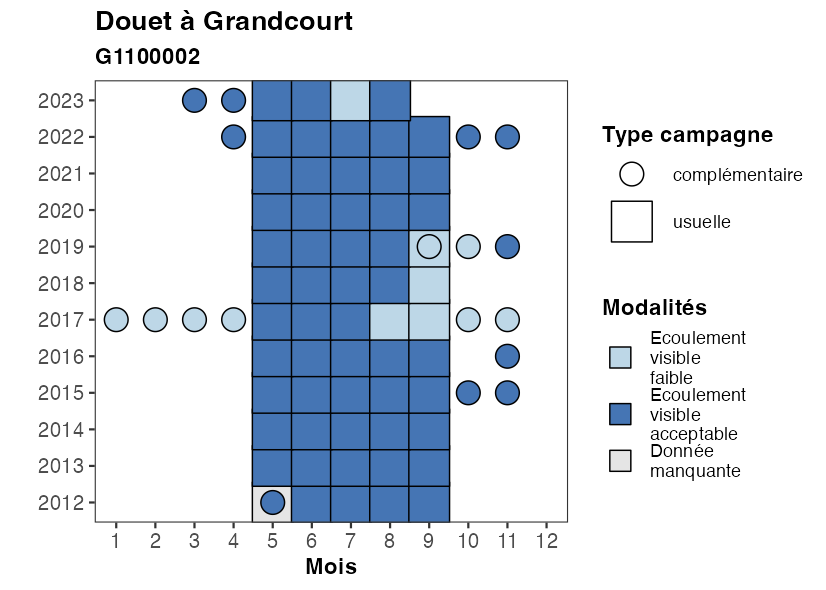 Douet à Grandcourt
G1100002
2023
2022
2021
2020
2019
2018
2017
2016
2015
2014
2013
2012
1 2 3 4 5 6 7 8 9 10 11 12
Mois
Type campagne
complémentaire
usuelle
Modalités
Ecoulement
visible
faible
Ecoulement
visible
acceptable
Donnée
manquante